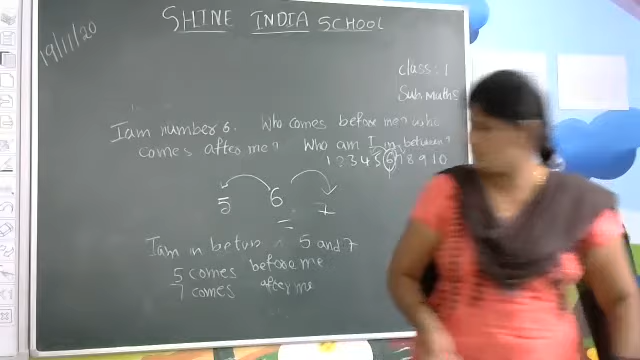 SHINE INDIA SCHOOL
19/11/20
class: 1
Sub: maths
I am number 6. Who comes before me? who
comes after me? Who am I in between?
1 2 3 4 5 6 7 8 9 10
5 6 7
I am in between 5 and 7
5 comes before me
7 comes after me